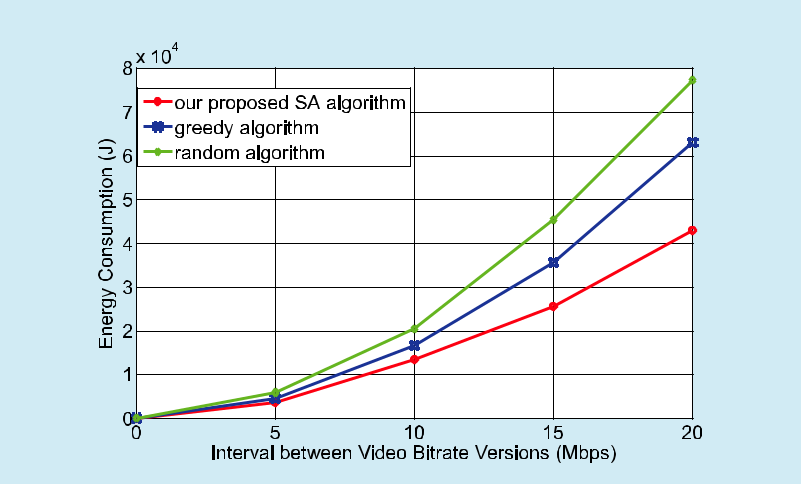 x 10^4
8
7
6
5
4
3
2
1
0
our proposed SA algorithm
greedy algorithm
random algorithm
Energy Consumption (J)
0 5 10 15 20
Interval between Video Bitrate Versions (Mbps)